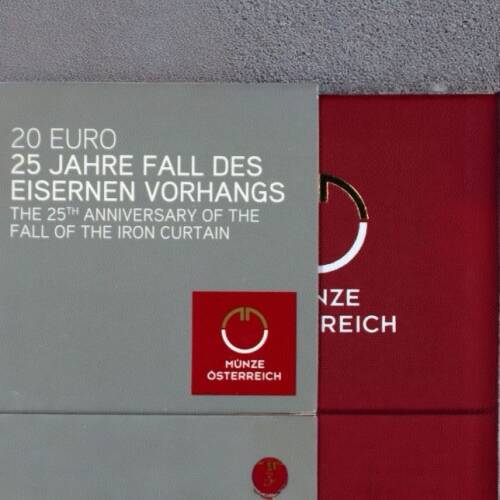 20 EURO
25 JAHRE FALL DES
EISERNEN VORHANGS
THE 25TH ANNIVERSARY OF THE
FALL OF THE IRON CURTAIN
MÜNZE
ÖSTERREICH
NZE
REICH